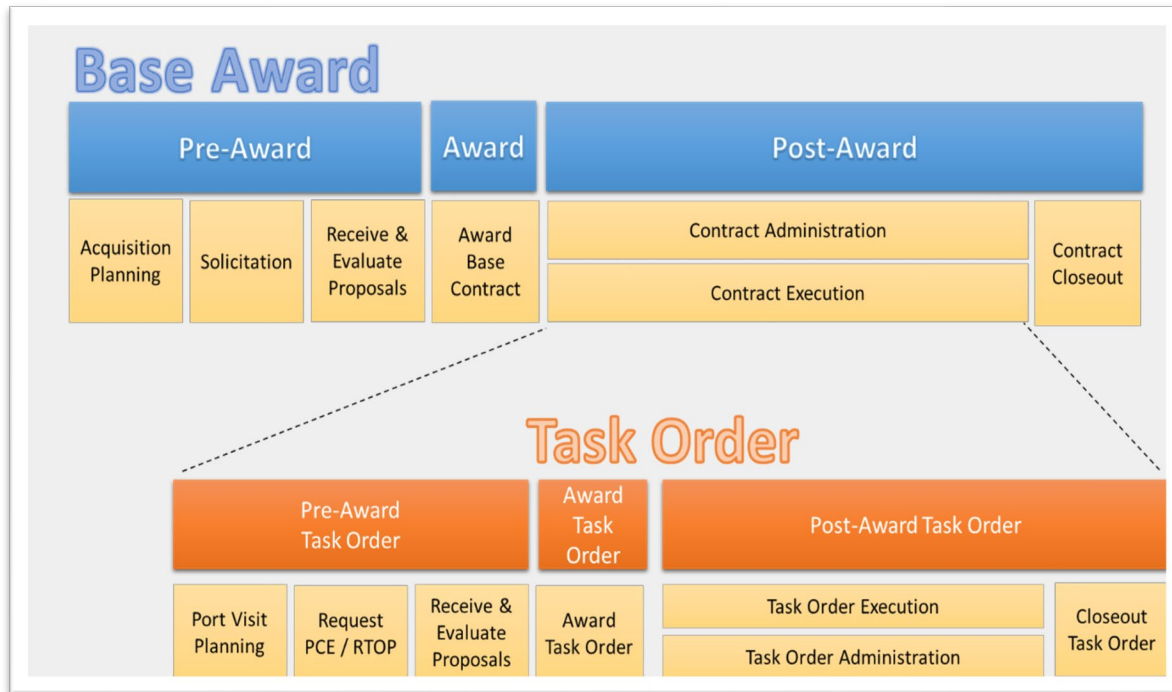 Base Award
Pre-Award
Award
Post-Award
Acquisition
Planning
Solicitation
Receive &
Evaluate
Proposals
Award
Base
Contract
Contract Administration
Contract Execution
Contract
Closeout
Task Order
Pre-Award
Task Order
Award
Task
Order
Post-Award Task Order
Port Visit
Planning
Request
PCE / RTOP
Receive &
Evaluate
Proposals
Award
Task Order
Task Order Execution
Task Order Administration
Closeout
Task Order